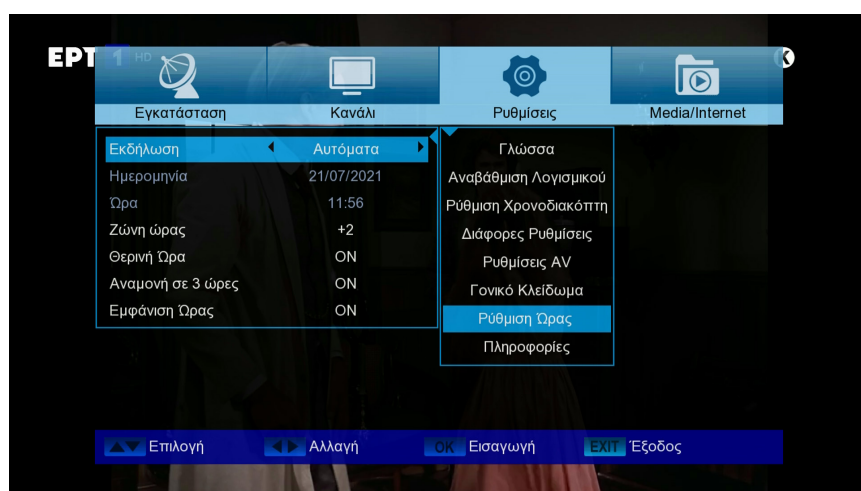 ΕΡΤ 1 HD
Εγκατάσταση
Κανάλι
Ρυθμίσεις
Media/Internet
Εκδήλωση Αυτόματα
Ημερομηνία 21/07/2021
Ώρα 11:56
Ζώνη ώρας +2
Θερινή Ώρα ON
Αναμονή σε 3 ώρες ON
Εμφάνιση Ώρας ON
Γλώσσα
Αναβάθμιση Λογισμικού
Ρύθμιση Χρονοδιακόπτη
Διάφορες Ρυθμίσεις
Ρυθμίσεις AV
Γονικό Κλείδωμα
Ρύθμιση Ώρας
Πληροφορίες
Επιλογή
Αλλαγή
OK Εισαγωγή
EXIT Έξοδος
K